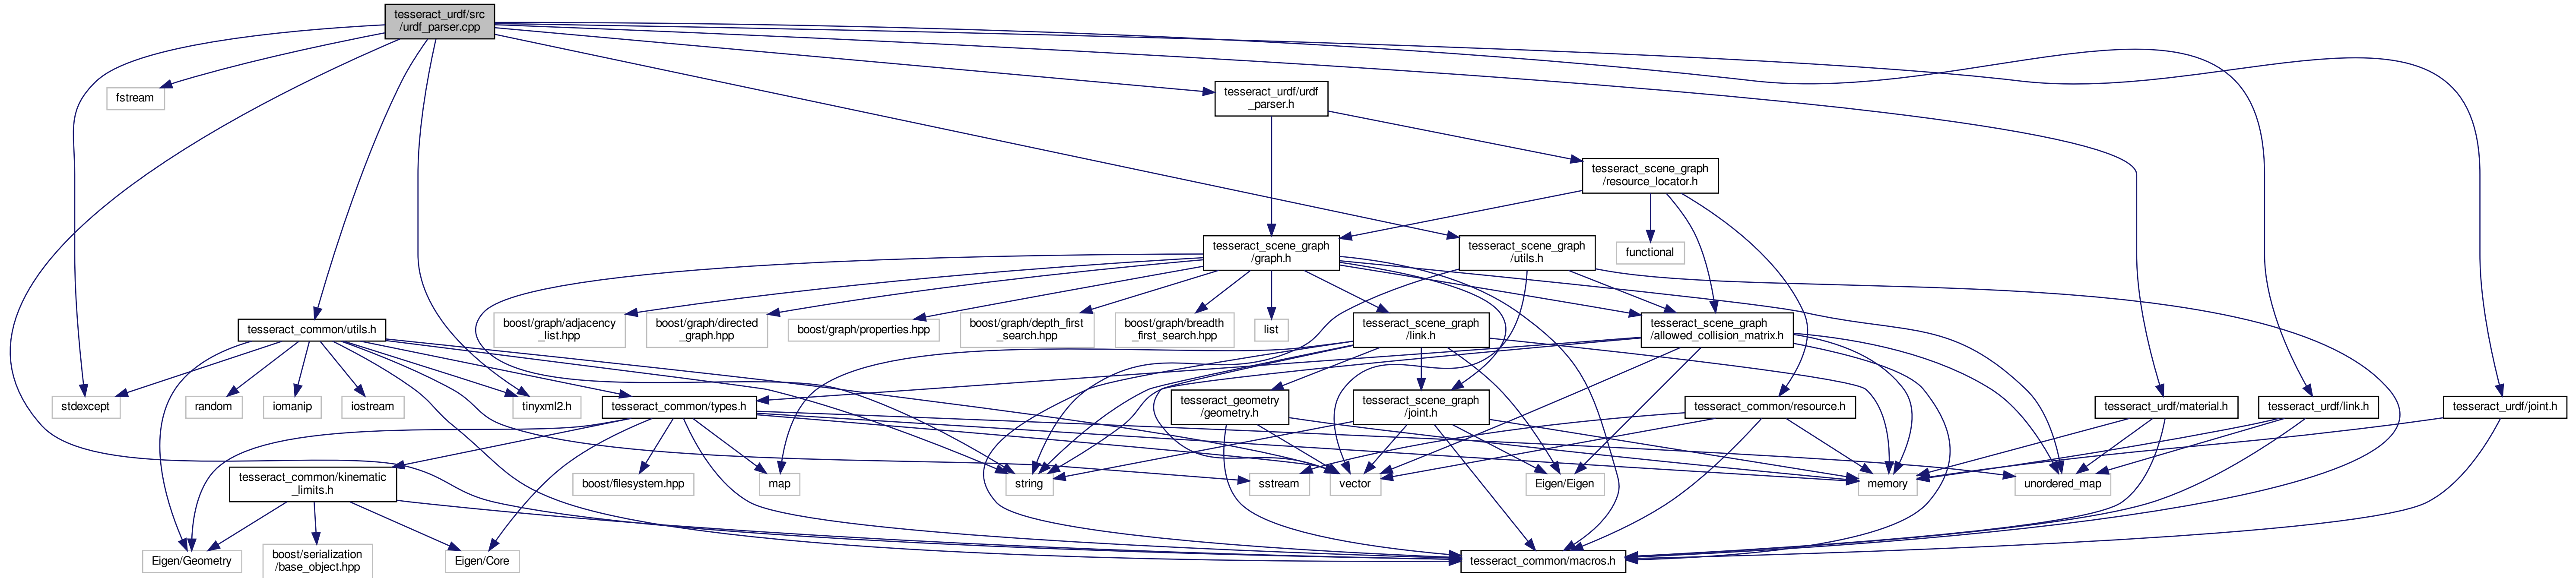 tesseract_urdf/src
/urdf_parser.cpp
fstream
tesseract_urdf/urdf
_parser.h
tesseract_scene_graph
/resource_locator.h
tesseract_scene_graph
/graph.h
tesseract_scene_graph
/utils.h
functional
tesseract_common/utils.h
boost/graph/adjacency
_list.hpp
boost/graph/directed
_graph.hpp
boost/graph/properties.hpp
boost/graph/depth_first
_search.hpp
boost/graph/breadth
_first_search.hpp
list
tesseract_scene_graph
/link.h
tesseract_scene_graph
/allowed_collision_matrix.h
stdexcept
random
iomanip
iostream
tinyxml2.h
tesseract_common/types.h
tesseract_geometry
/geometry.h
tesseract_scene_graph
/joint.h
tesseract_common/resource.h
tesseract_urdf/material.h
tesseract_urdf/link.h
tesseract_urdf/joint.h
tesseract_common/kinematic
_limits.h
boost/filesystem.hpp
map
string
sstream
vector
Eigen/Eigen
memory
unordered_map
Eigen/Geometry
boost/serialization
/base_object.hpp
Eigen/Core
tesseract_common/macros.h